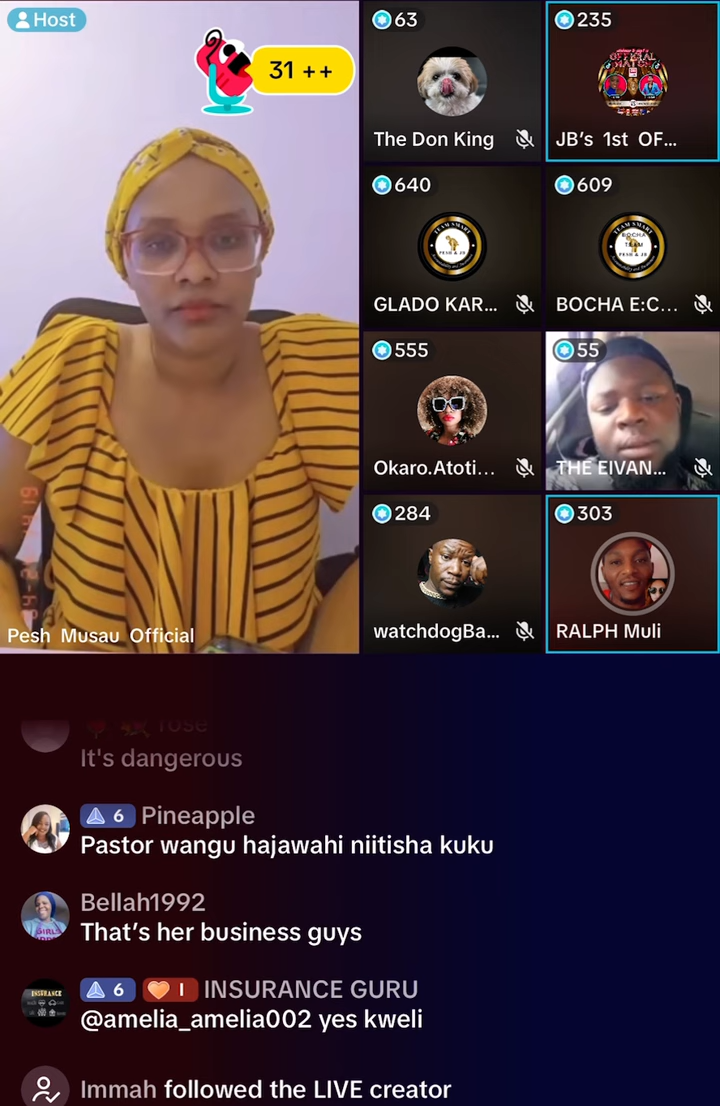 Host
31 ++
Pesh Musau Official
63
The Don King
235
JB's 1st OF...
640
GLADO KAR...
609
BOCHA E:C...
555
Okaro.Atoti...
55
THE EIVAN...
284
watchdogBa...
303
RALPH Muli
rose
It's dangerous
6 Pineapple
Pastor wangu hajawahi niitisha kuku
Bellah1992
That’s her business guys
6 I INSURANCE GURU
@amelia_amelia002 yes kweli
Immah followed the LIVE creator